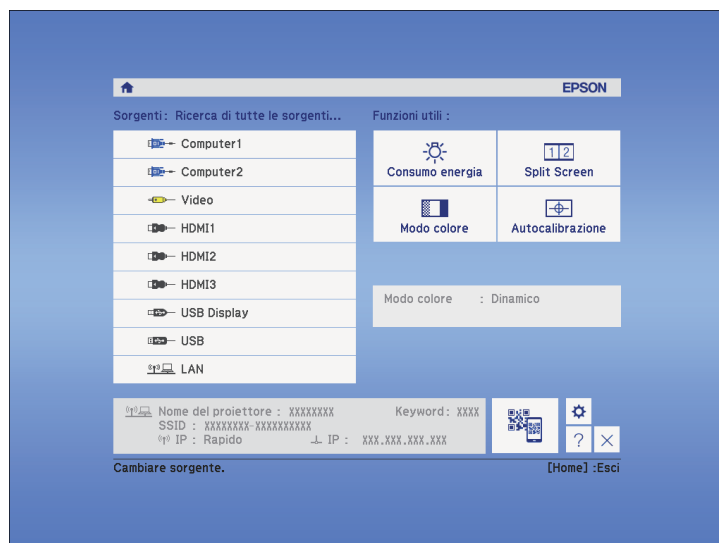 EPSON
Sorgenti: Ricerca di tutte le sorgenti...
Funzioni utili :
Computer1
Computer2
Video
HDMI1
HDMI2
HDMI3
USB Display
USB
LAN
Consumo energia
1 2
Split Screen
Modo colore
Autocalibrazione
Modo colore : Dinamico
Nome del proiettore : XXXXXXXX Keyword: XXXX
SSID : XXXXXXXX-XXXXXXXXXX
IP : Rapido IP : XXX.XXX.XXX.XXX
?
Cambiare sorgente.
[Home] :Esci